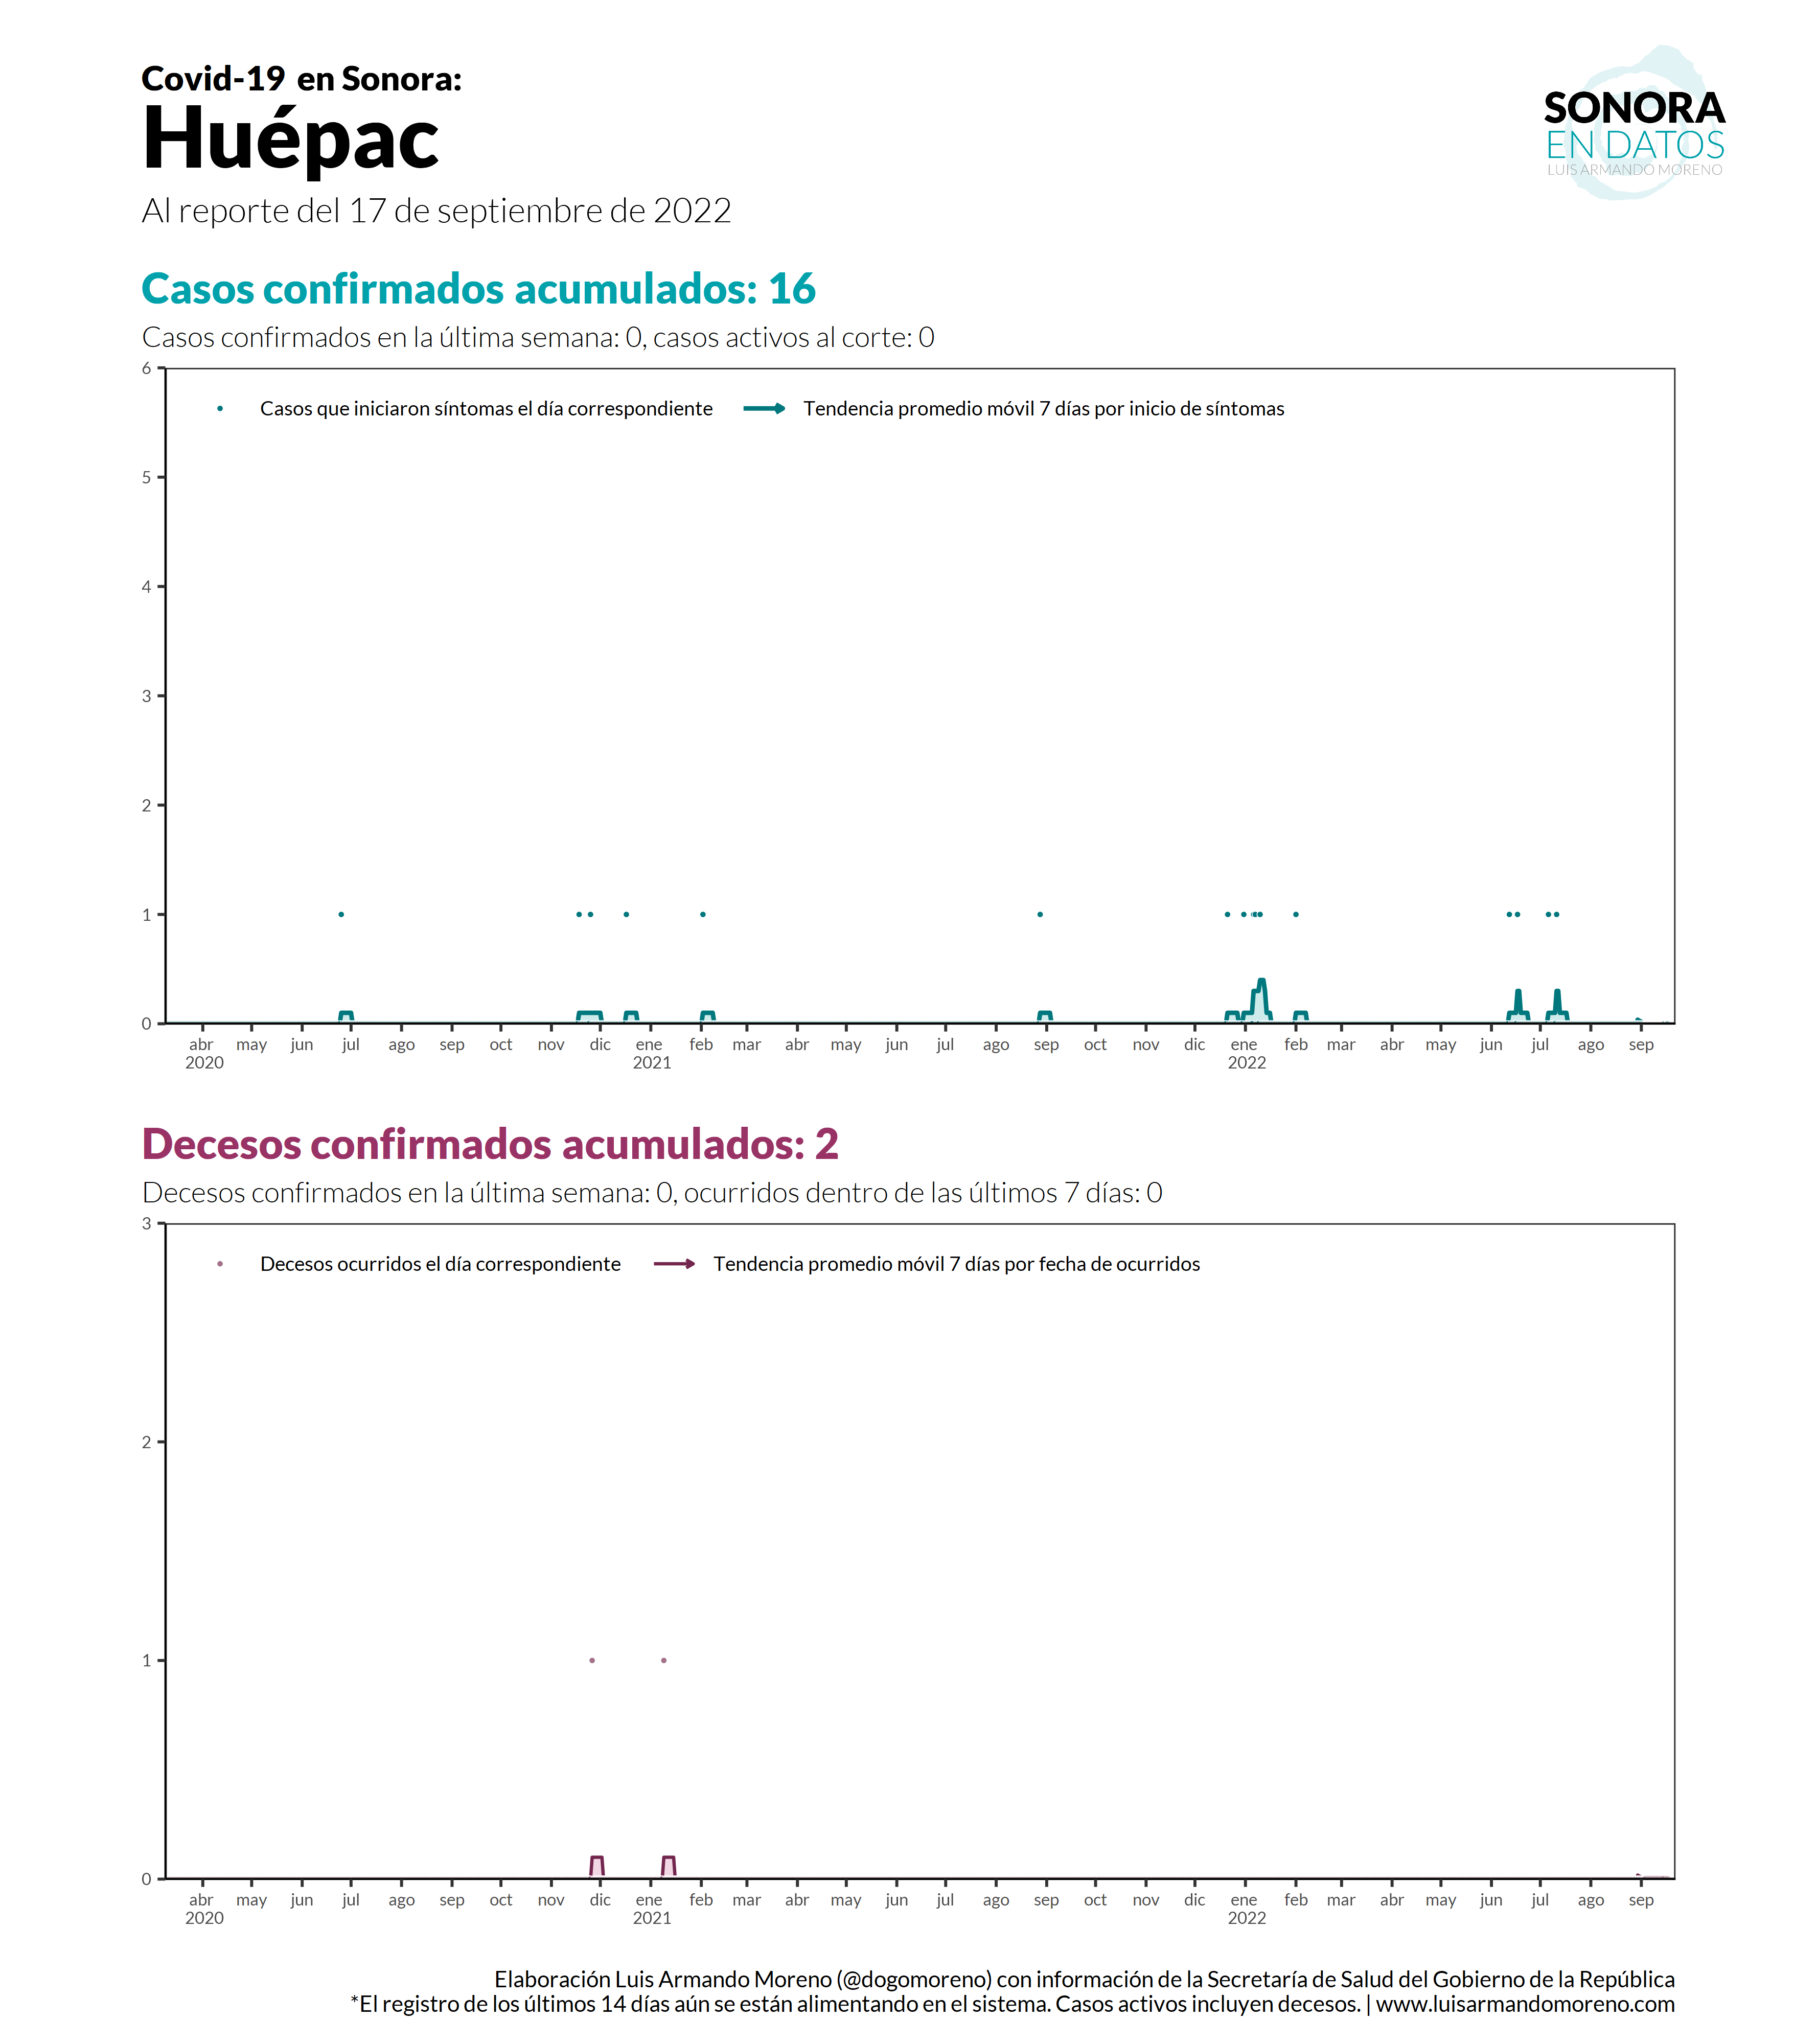 Covid-19 en Sonora:
Huépac
Al reporte del 17 de septiembre de 2022
SONORA
EN DATOS
LUIS ARMANDO MORENO
Casos confirmados acumulados: 16
Casos confirmados en la última semana: 0, casos activos al corte: 0
6
Casos que iniciaron síntomas el día correspondiente Tendencia promedio móvil 7 días por inicio de síntomas
5
4
3
2
1
0
abr may jun jul ago sep oct nov dic ene feb mar abr may jun jul ago sep oct nov dic ene feb mar abr may jun jul ago sep
2020 2021 2022
Decesos confirmados acumulados: 2
Decesos confirmados en la última semana: 0, ocurridos dentro de las últimos 7 días: 0
3
Decesos ocurridos el día correspondiente Tendencia promedio móvil 7 días por fecha de ocurridos
2
1
0
abr may jun jul ago sep oct nov dic ene feb mar abr may jun jul ago sep oct nov dic ene feb mar abr may jun jul ago sep
2020 2021 2022
Elaboración Luis Armando Moreno (@dogomoreno) con información de la Secretaría de Salud del Gobierno de la República
*El registro de los últimos 14 días aún se están alimentando en el sistema. Casos activos incluyen decesos. | www.luisarmandomoreno.com